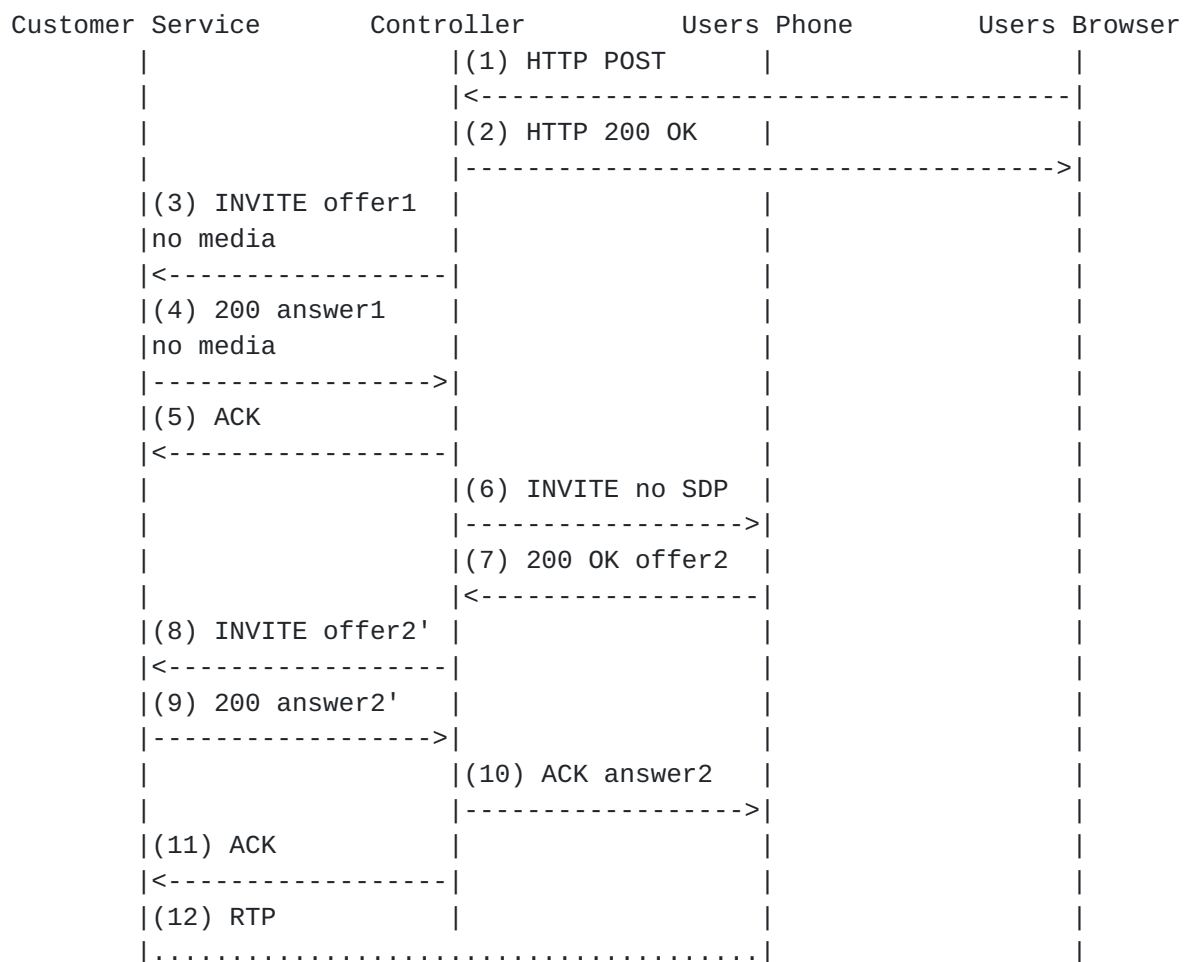 Customer Service Controller Users Phone Users Browser
(1) HTTP POST
(2) HTTP 200 OK
(3) INVITE offer1
no media
(4) 200 answer1
no media
(5) ACK
(6) INVITE no SDP
(7) 200 OK offer2
(8) INVITE offer2'
(9) 200 answer2'
(10) ACK answer2
(11) ACK
(12) RTP